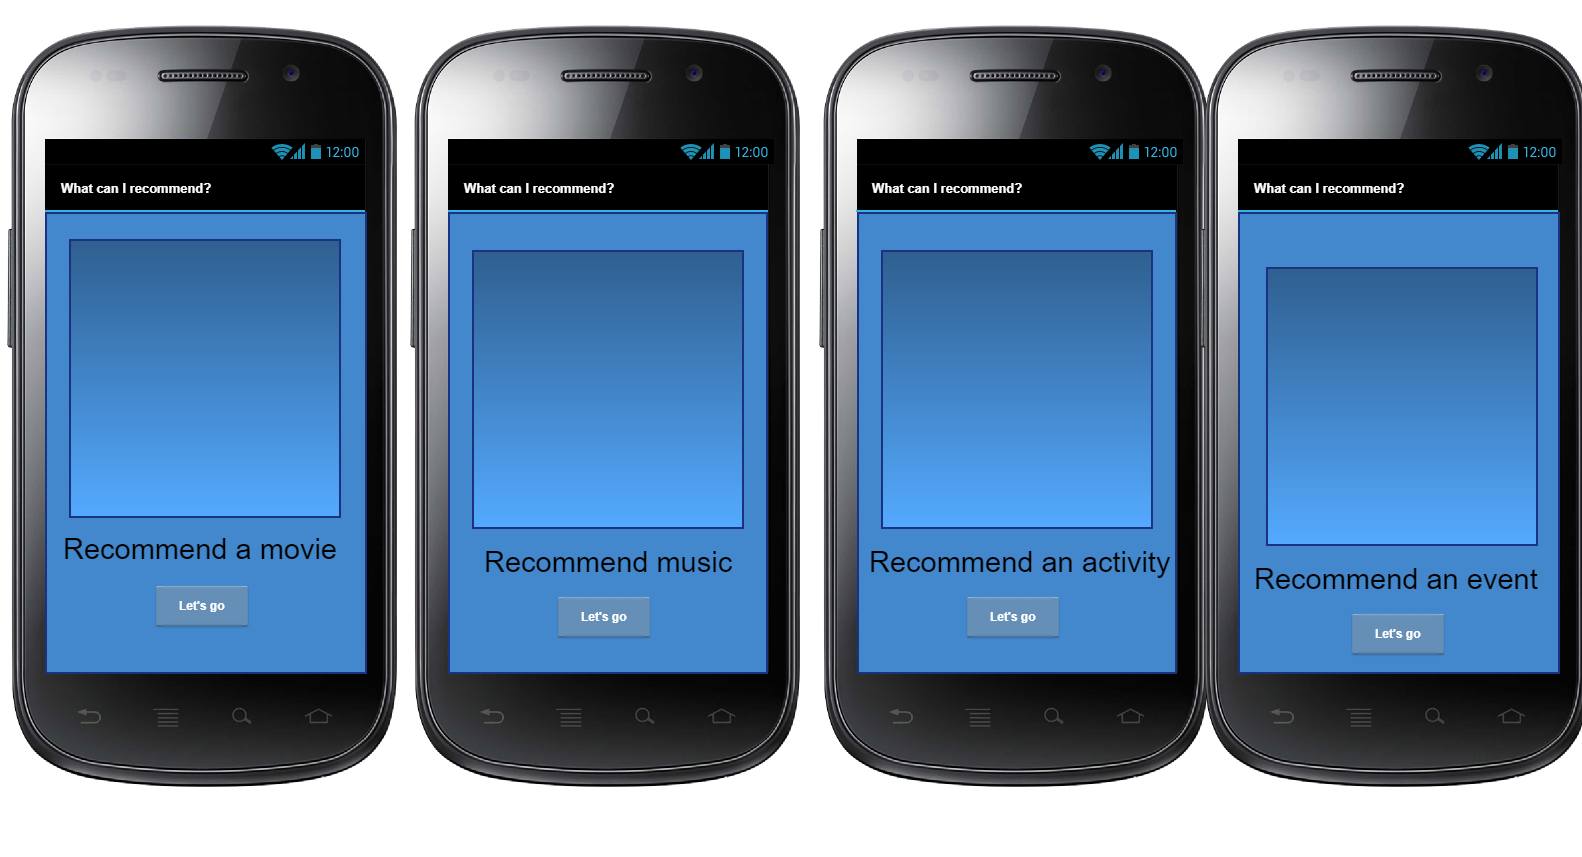 12:00
What can I recommend?
Recommend a movie
Let's go
12:00
What can I recommend?
Recommend music
Let's go
12:00
What can I recommend?
Recommend an activity
Let's go
12:00
What can I recommend?
Recommend an event
Let's go